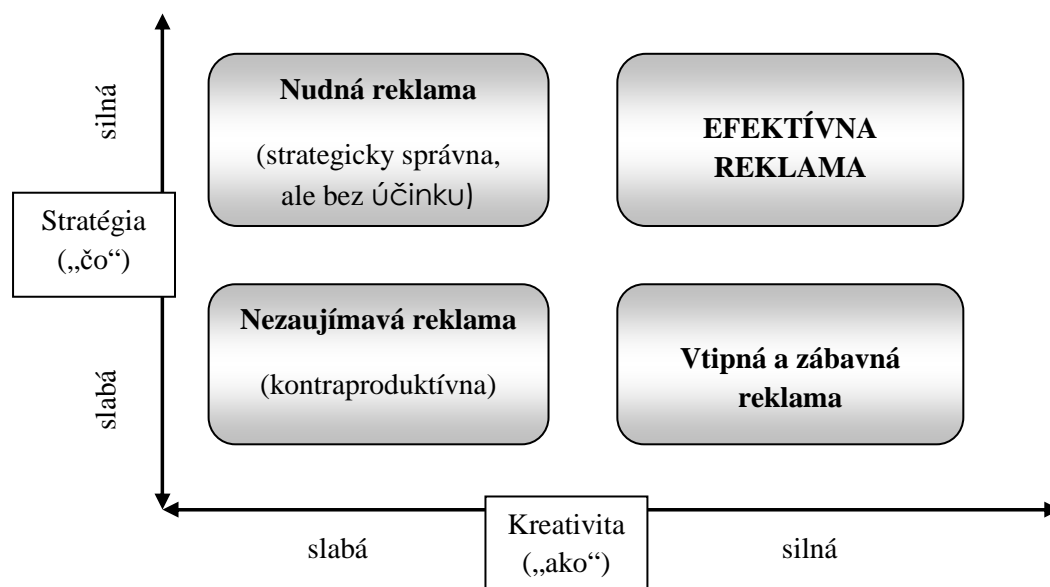 silná
Nudná reklama
(strategicky správna,
ale bez účinku)
EFEKTÍVNA
REKLAMA
Stratégia
(„čo“)
slabá
Nezaujímavá reklama
(kontraproduktívna)
Vtipná a zábavná
reklama
slabá
Kreativita
(„ako“)
silná